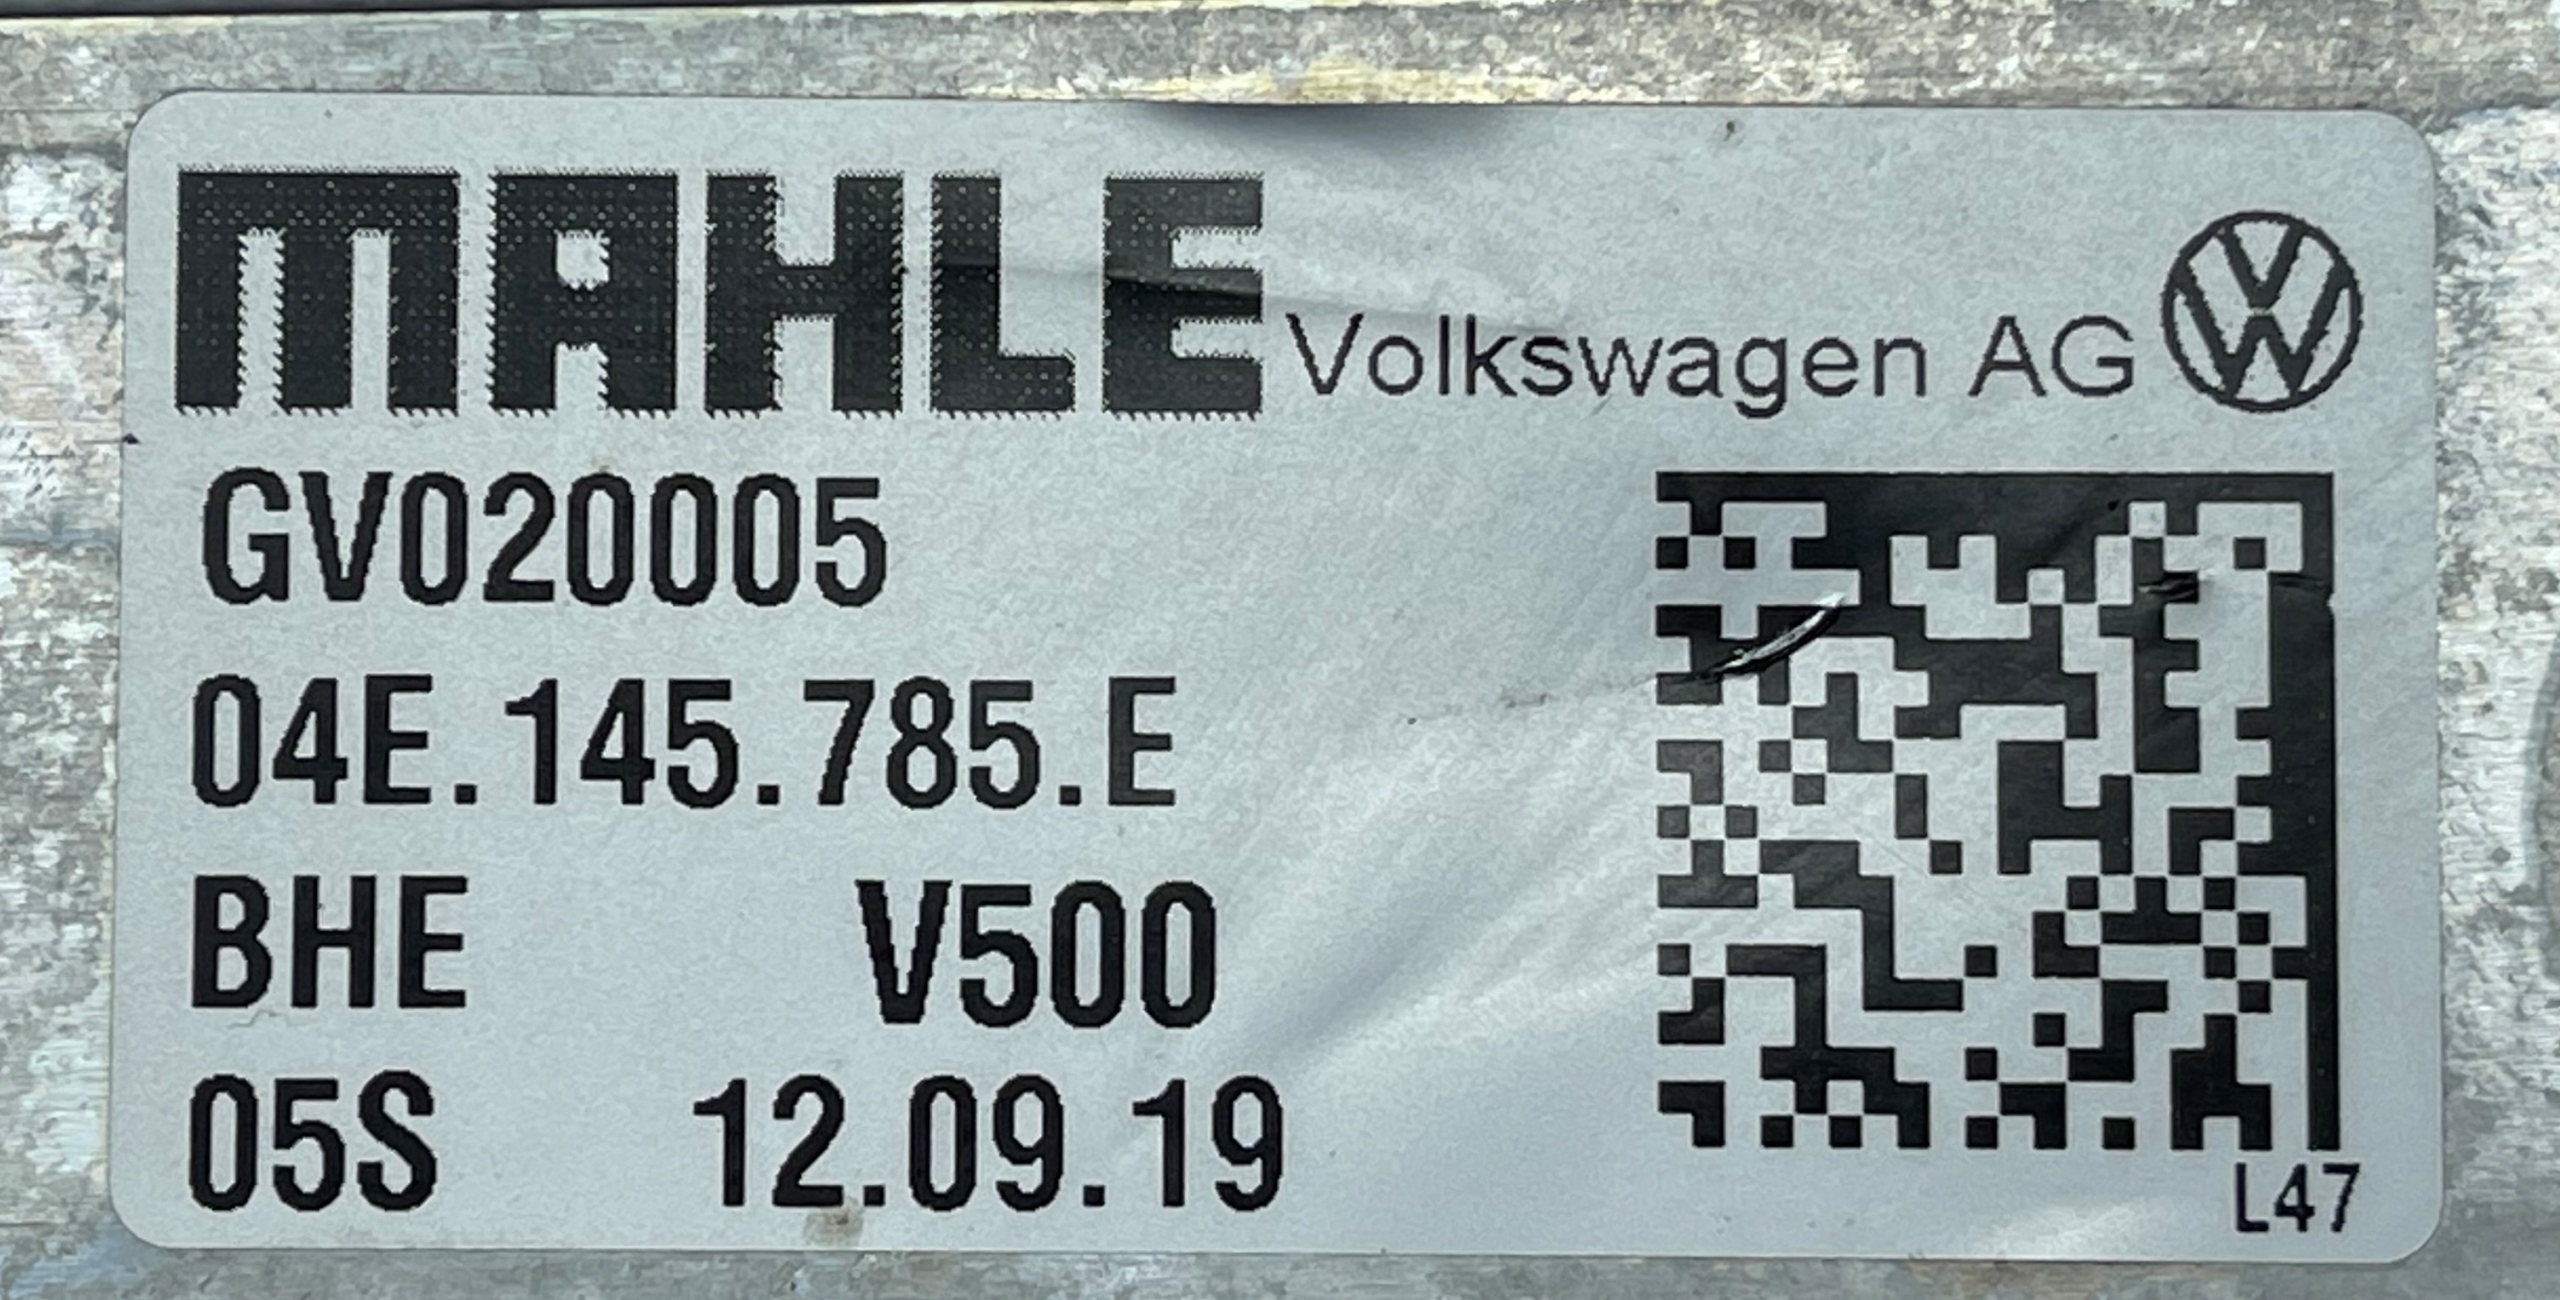 MAHLE Volkswagen AG
GV020005
04E.145.785.E
BHE V500
05S 12.09.19
L47